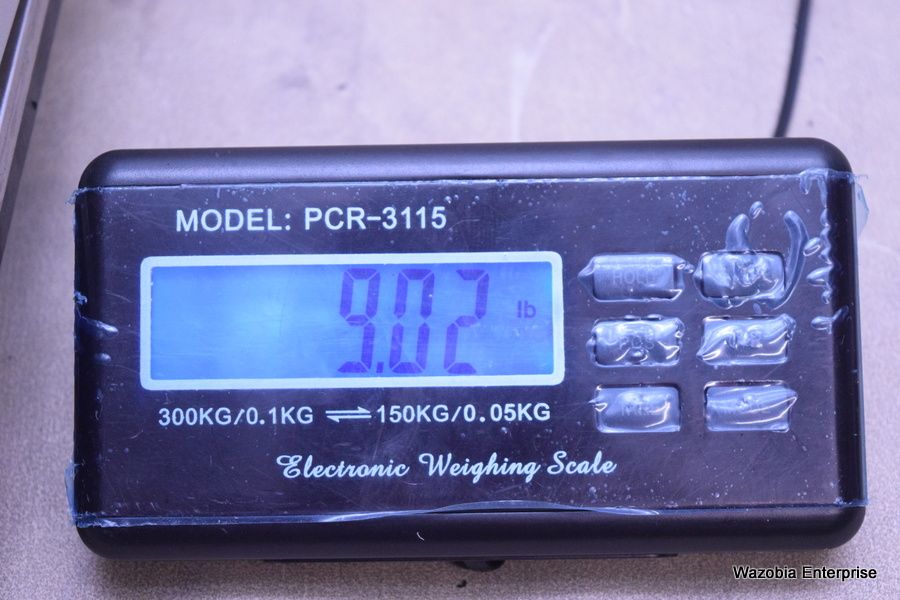 MODEL: PCR-3115
9.02 lb
300KG/0.1KG ⇌ 150KG/0.05KG
Electronic Weighing Scale
Wazobia Enterprise